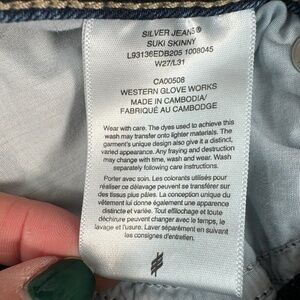 SILVER JEANS®
SUKI SKINNY
L93136EDB205 1008045
W27/L31
CA00508
WESTERN GLOVE WORKS
MADE IN CAMBODIA/
FABRIQUÉ AU CAMBODGE
Wear with care. The dyes used to achieve this
wash may transfer onto lighter materials. The
garment's unique design also give it a distinct,
varied appearance. Any fraying and destruction
may change with time, wash and wear. Wash
separately following care instructions.
Porter avec soin. Les colorants utilisés pour
réaliser ce délavage peuvent se transférer sur
des tissus plus pâles. La conception unique du
vêtement lui donne également une apparence
distincte et variée. Tout effilochage et toute
déchirure peuvent changer avec le temps, le
lavage et l'usure. Laver séparément en suivant
les consignes d'entretien.